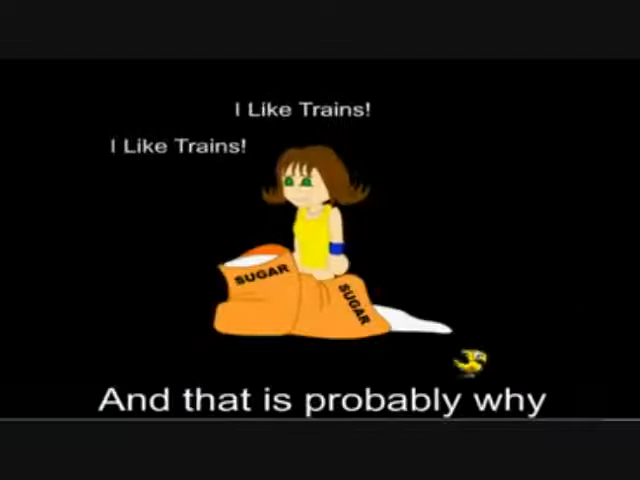 I Like Trains!
I Like Trains!
SUGAR
SUGAR
And that is probably why